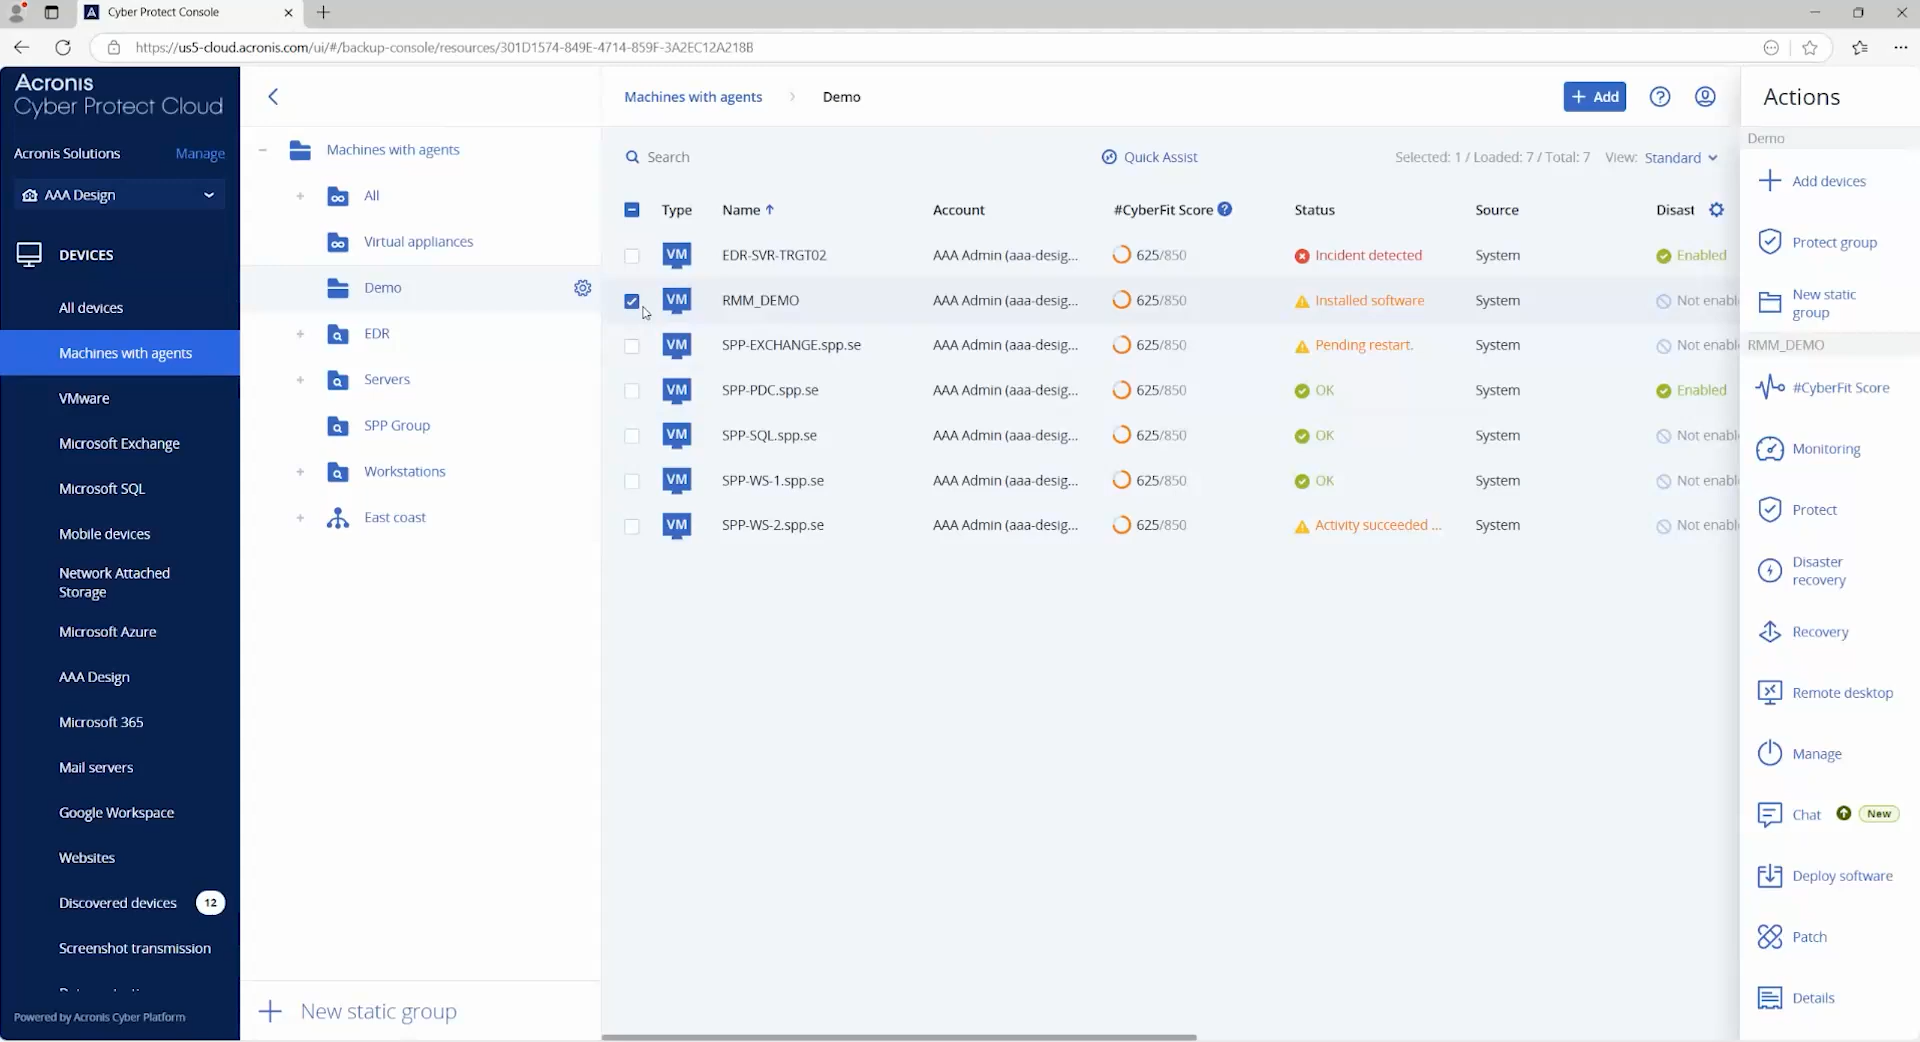 Cyber Protect Console
https://us5-cloud.acronis.com/ui/#/backup-console/resources/301D1574-849E-4714-859F-3A2EC12A218B
Acronis
Cyber Protect Cloud
Acronis Solutions Manage
AAA Design
DEVICES
All devices
Machines with agents
VMware
Microsoft Exchange
Microsoft SQL
Mobile devices
Network Attached
Storage
Microsoft Azure
AAA Design
Microsoft 365
Mail servers
Google Workspace
Websites
Discovered devices 12
Screenshot transmission
Powered by Acronis Cyber Platform
Machines with agents
All
Virtual appliances
Demo
EDR
Servers
SPP Group
Workstations
East coast
New static group
Machines with agents Demo
Add
Search Quick Assist Selected: 1 / Loaded: 7 / Total: 7 View: Standard
Type Name Account #CyberFit Score Status Source Disast
VM EDR-SVR-TRGT02 AAA Admin (aaa-desig... 625/850 Incident detected System Enabled
VM RMM_DEMO AAA Admin (aaa-desig... 625/850 Installed software System Not enabl
VM SPP-EXCHANGE.spp.se AAA Admin (aaa-desig... 625/850 Pending restart. System Not enabl
VM SPP-PDC.spp.se AAA Admin (aaa-desig... 625/850 OK System Enabled
VM SPP-SQL.spp.se AAA Admin (aaa-desig... 625/850 OK System Not enabl
VM SPP-WS-1.spp.se AAA Admin (aaa-desig... 625/850 OK System Not enabl
VM SPP-WS-2.spp.se AAA Admin (aaa-desig... 625/850 Activity succeeded ... System Not enabl
Actions
Demo
Add devices
Protect group
New static
group
RMM_DEMO
#CyberFit Score
Monitoring
Protect
Disaster
recovery
Recovery
Remote desktop
Manage
Chat New
Deploy software
Patch
Details